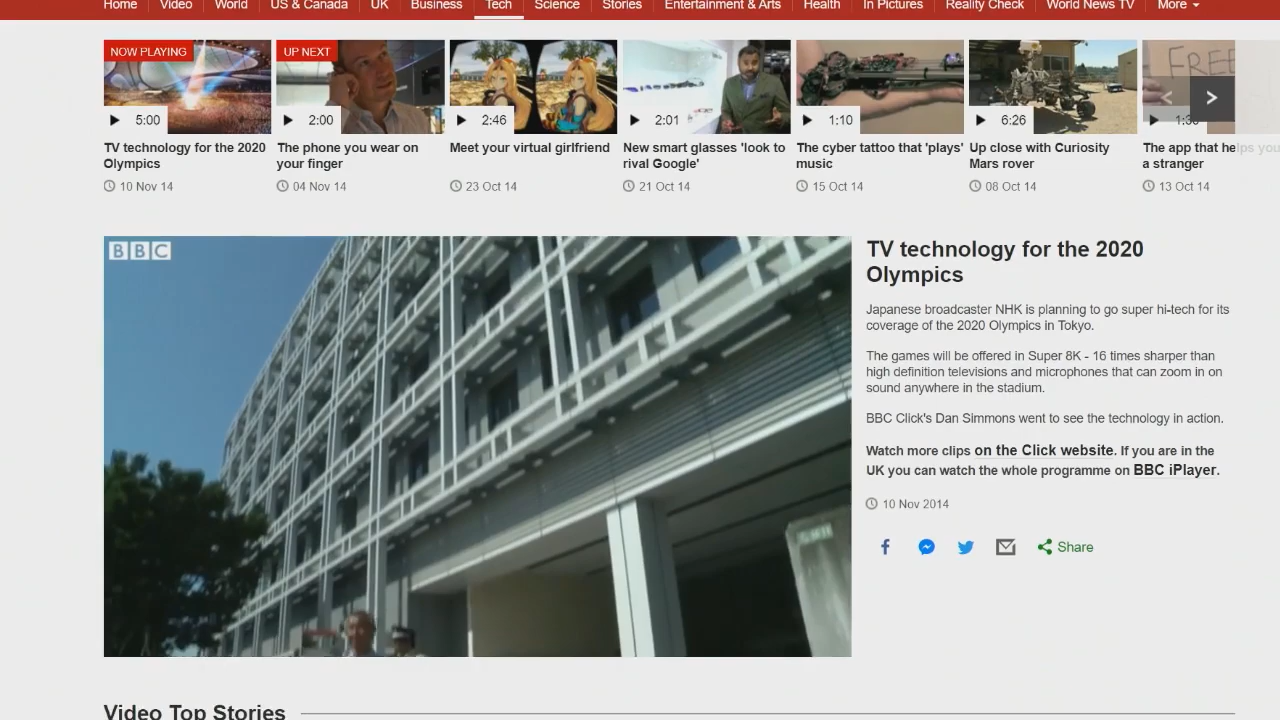 Home Video World US & Canada UK Business Tech Science Stories Entertainment & Arts Health In Pictures Reality Check World News TV More
NOW PLAYING
UP NEXT
FREE
5:00
2:00
2:46
2:01
1:10
6:26
TV technology for the 2020
Olympics
10 Nov 14
The phone you wear on
your finger
04 Nov 14
Meet your virtual girlfriend
23 Oct 14
New smart glasses 'look to
rival Google'
21 Oct 14
The cyber tattoo that 'plays'
music
15 Oct 14
Up close with Curiosity
Mars rover
08 Oct 14
The app that helps you
a stranger
13 Oct 14
BBC
TV technology for the 2020
Olympics
Japanese broadcaster NHK is planning to go super hi-tech for its
coverage of the 2020 Olympics in Tokyo.
The games will be offered in Super 8K - 16 times sharper than
high definition televisions and microphones that can zoom in on
sound anywhere in the stadium.
BBC Click's Dan Simmons went to see the technology in action.
Watch more clips on the Click website. If you are in the
UK you can watch the whole programme on BBC iPlayer.
10 Nov 2014
Share
Video Top Stories